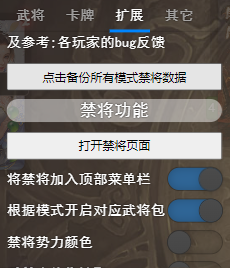 武将 卡牌 扩展 其它
及参考:各玩家的bug反馈
点击备份所有模式禁将数据
禁将功能
打开禁将页面
将禁将加入顶部菜单栏
根据模式开启对应武将包
禁将势力颜色